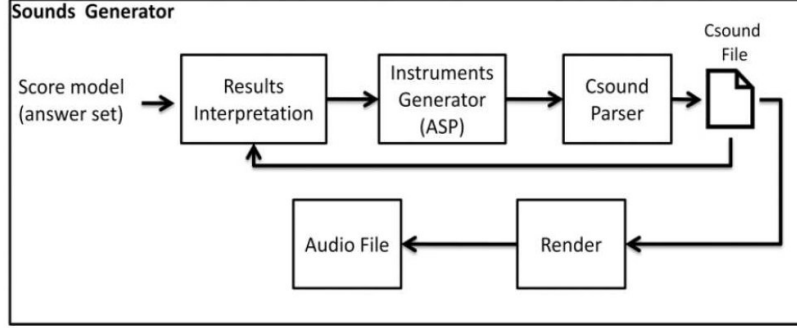 Sounds Generator
Csound
File
Score model
(answer set)
Results
Interpretation
Instruments
Generator
(ASP)
Csound
Parser
Audio File
Render